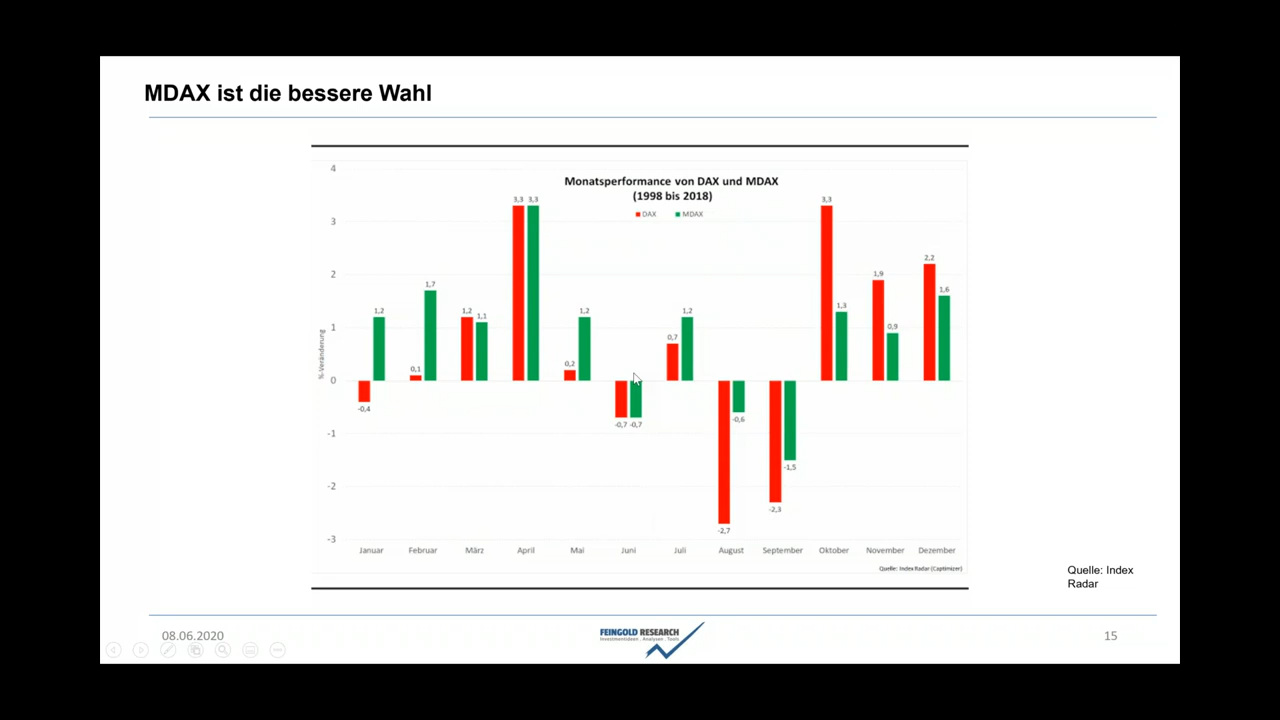 MDAX ist die bessere Wahl
Monatsperformance von DAX und MDAX
(1998 bis 2018)
DAX MDAX
%-Veränderung
4
3
2
1
0
-1
-2
-3
-0,4 1,2
0,1 1,7
1,2 1,1
3,3 3,3
0,2 1,2
-0,7 -0,7
0,7 1,2
-2,7 -0,6
-2,3 -1,5
3,3 1,3
1,9 0,9
2,2 1,6
Januar Februar März April Mai Juni Juli August September Oktober November Dezember
Quelle: Index Radar (Captimizer)
Quelle: Index
Radar
08.06.2020
FEINGOLD RESEARCH
Investmentideen . Analysen . Tools
15